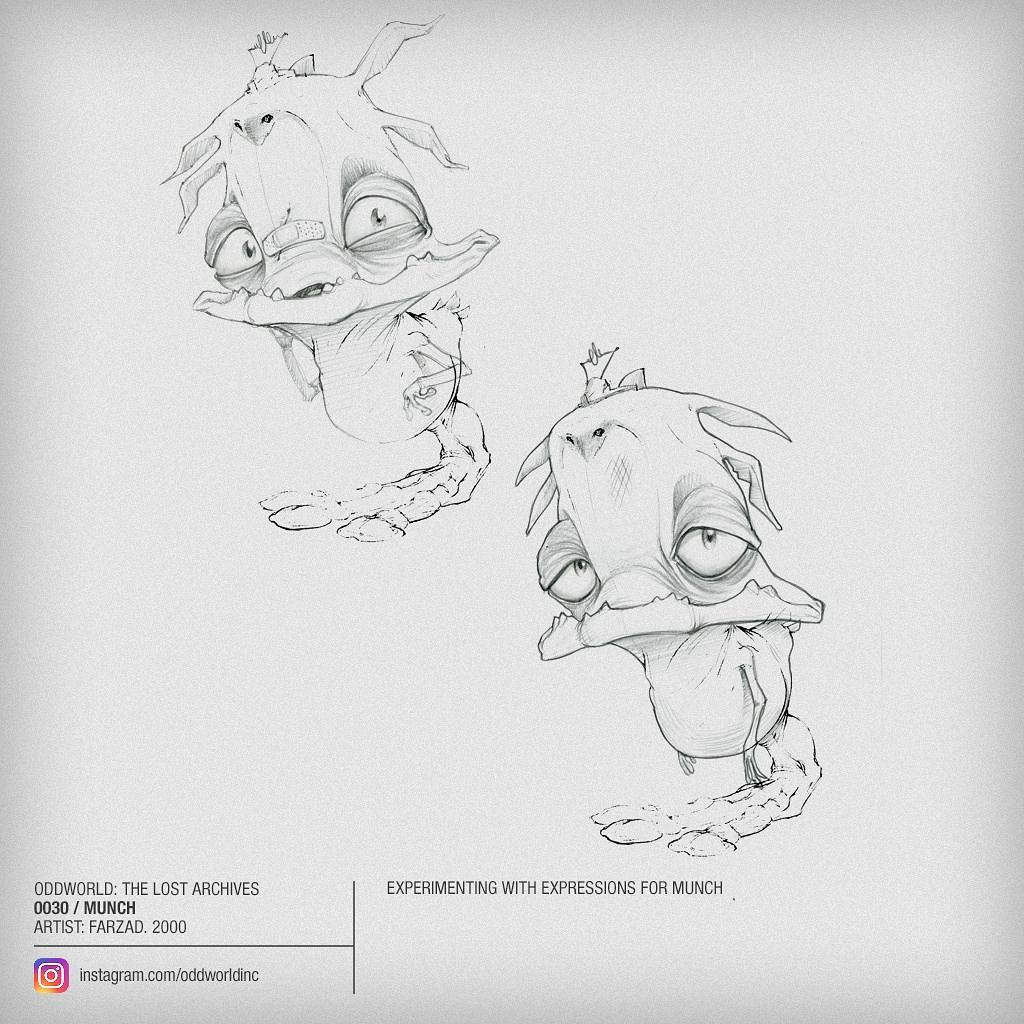 ODDWORLD: THE LOST ARCHIVES
0030 / MUNCH
ARTIST: FARZAD. 2000
instagram.com/oddworldinc
EXPERIMENTING WITH EXPRESSIONS FOR MUNCH